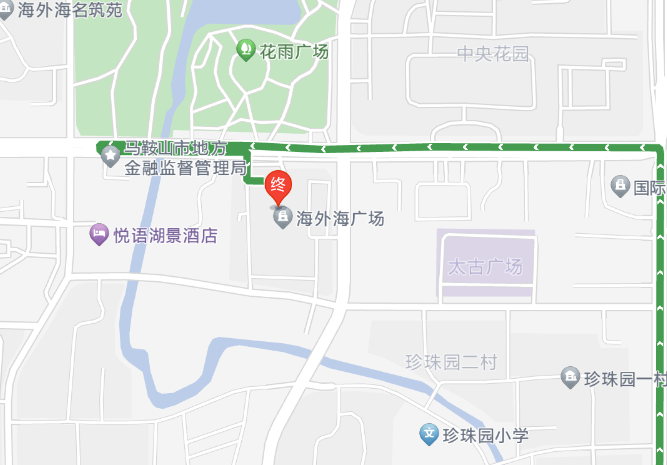 海外海名筑苑
花雨广场
中央花园
马鞍山市地方
金融监督管理局
终
国际
海外海广场
悦语湖景酒店
太古广场
珍珠园二村
珍珠园一村
文
珍珠园小学